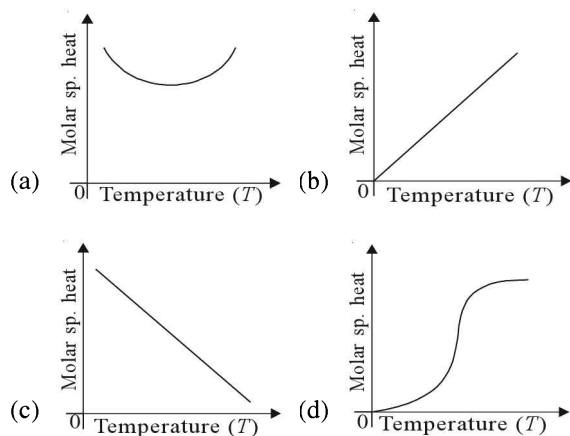 Molar sp. heat
0
Temperature (T)
(a)
Molar sp. heat
0
Temperature (T)
(b)
Molar sp. heat
0
Temperature (T)
(c)
Molar sp. heat
0
Temperature (T)
(d)